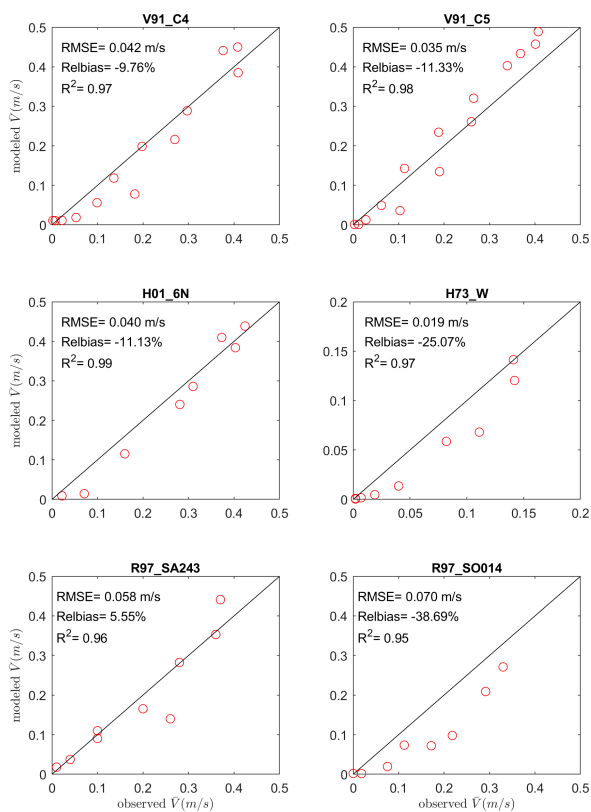 V91_C4
RMSE= 0.042 m/s
Relbias= -9.76%
R²= 0.97
modeled V̄(m/s)
0.5
0.4
0.3
0.2
0.1
0
0 0.1 0.2 0.3 0.4 0.5
V91_C5
RMSE= 0.035 m/s
Relbias= -11.33%
R²= 0.98
0.5
0.4
0.3
0.2
0.1
0
0 0.1 0.2 0.3 0.4 0.5
H01_6N
RMSE= 0.040 m/s
Relbias= -11.13%
R²= 0.99
modeled V̄(m/s)
0.5
0.4
0.3
0.2
0.1
0
0 0.1 0.2 0.3 0.4 0.5
H73_W
RMSE= 0.019 m/s
Relbias= -25.07%
R²= 0.97
0.2
0.15
0.1
0.05
0
0 0.05 0.1 0.15 0.2
R97_SA243
RMSE= 0.058 m/s
Relbias= 5.55%
R²= 0.96
modeled V̄(m/s)
0.5
0.4
0.3
0.2
0.1
0
0 0.1 0.2 0.3 0.4 0.5
observed V̄(m/s)
R97_SO014
RMSE= 0.070 m/s
Relbias= -38.69%
R²= 0.95
0.5
0.4
0.3
0.2
0.1
0
0 0.1 0.2 0.3 0.4 0.5
observed V̄(m/s)